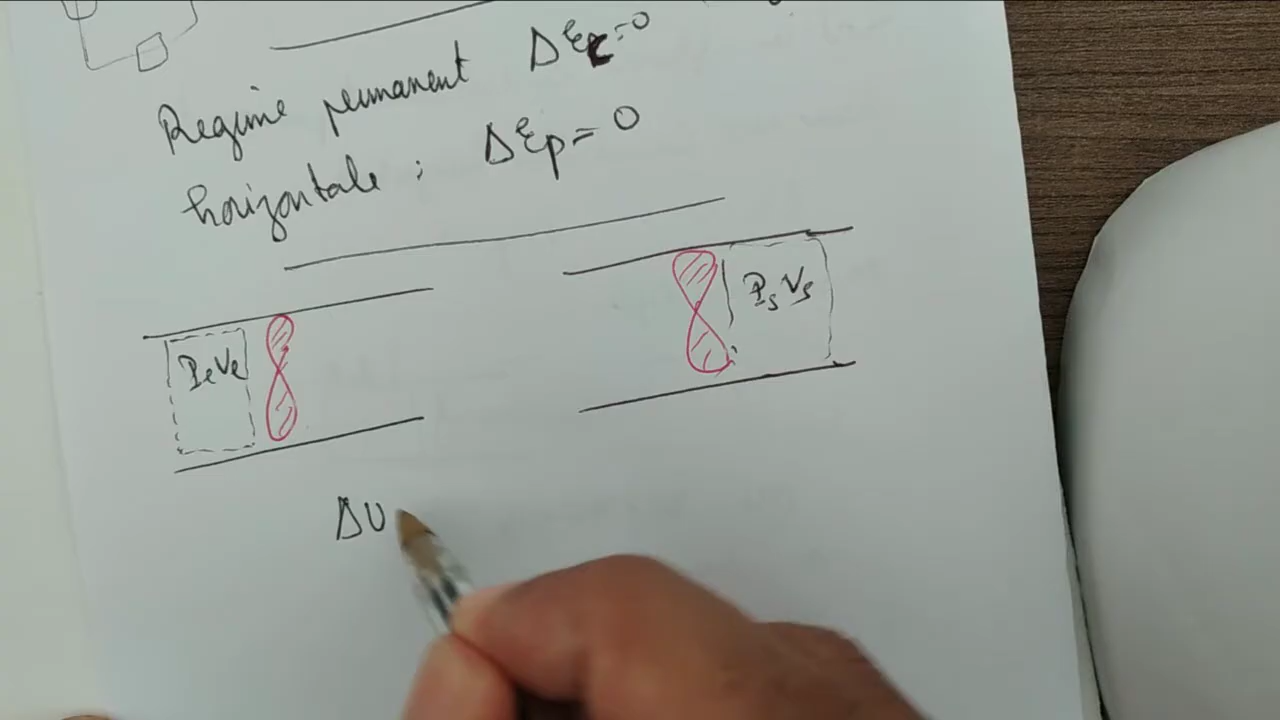 Regime permanent ΔEc=0
horizontale : ΔEp=0
PeVe
PsVs
ΔU